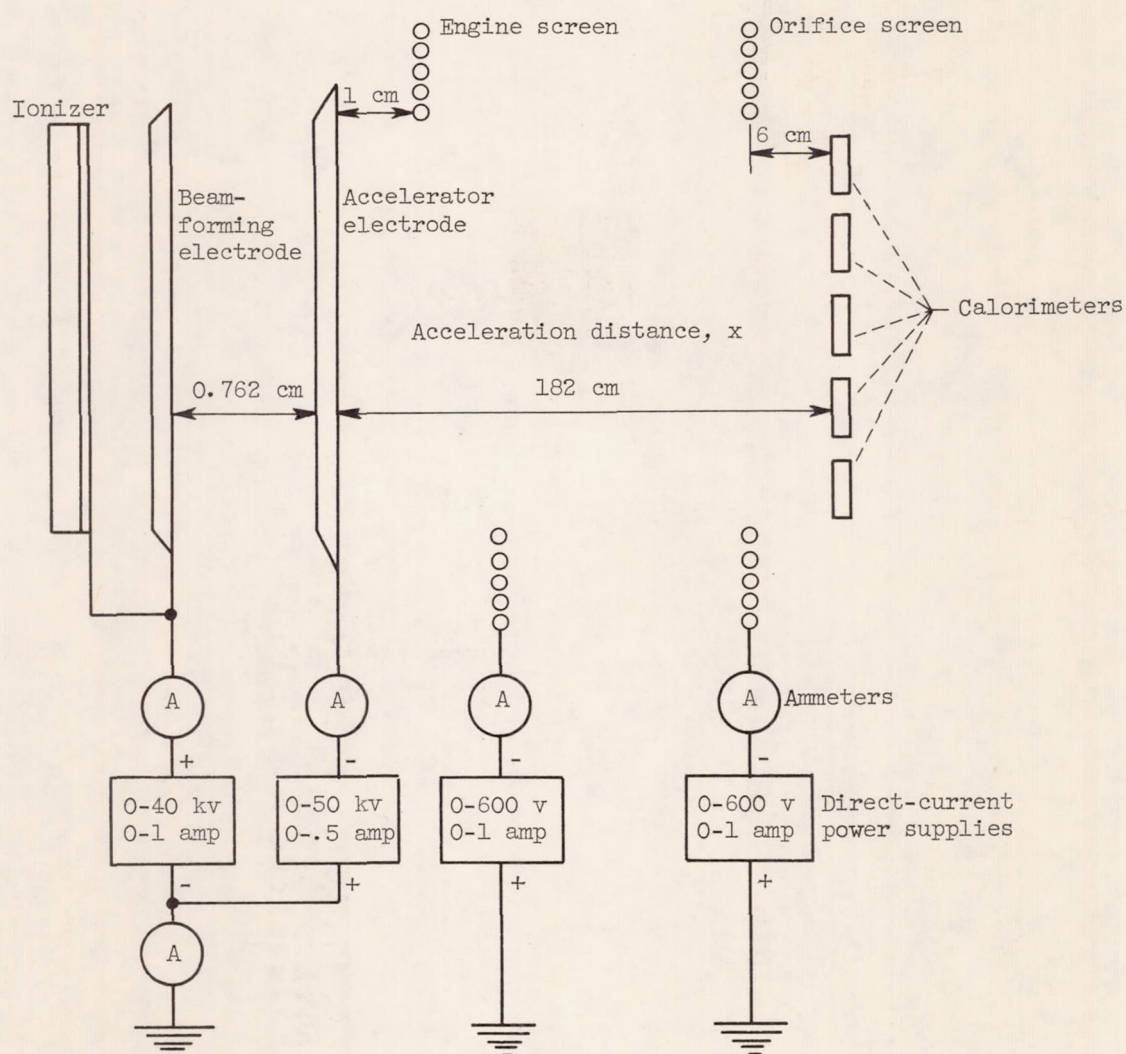 Engine screen
Orifice screen
Ionizer
1 cm
6 cm
Beam-
forming
electrode
Accelerator
electrode
Calorimeters
Acceleration distance, x
0.762 cm
182 cm
A
A
A
A
Ammeters
+
-
-
-
0-40 kv
0-1 amp
0-50 kv
0-.5 amp
0-600 v
0-1 amp
0-600 v
0-1 amp
Direct-current
power supplies
-
+
+
+
A